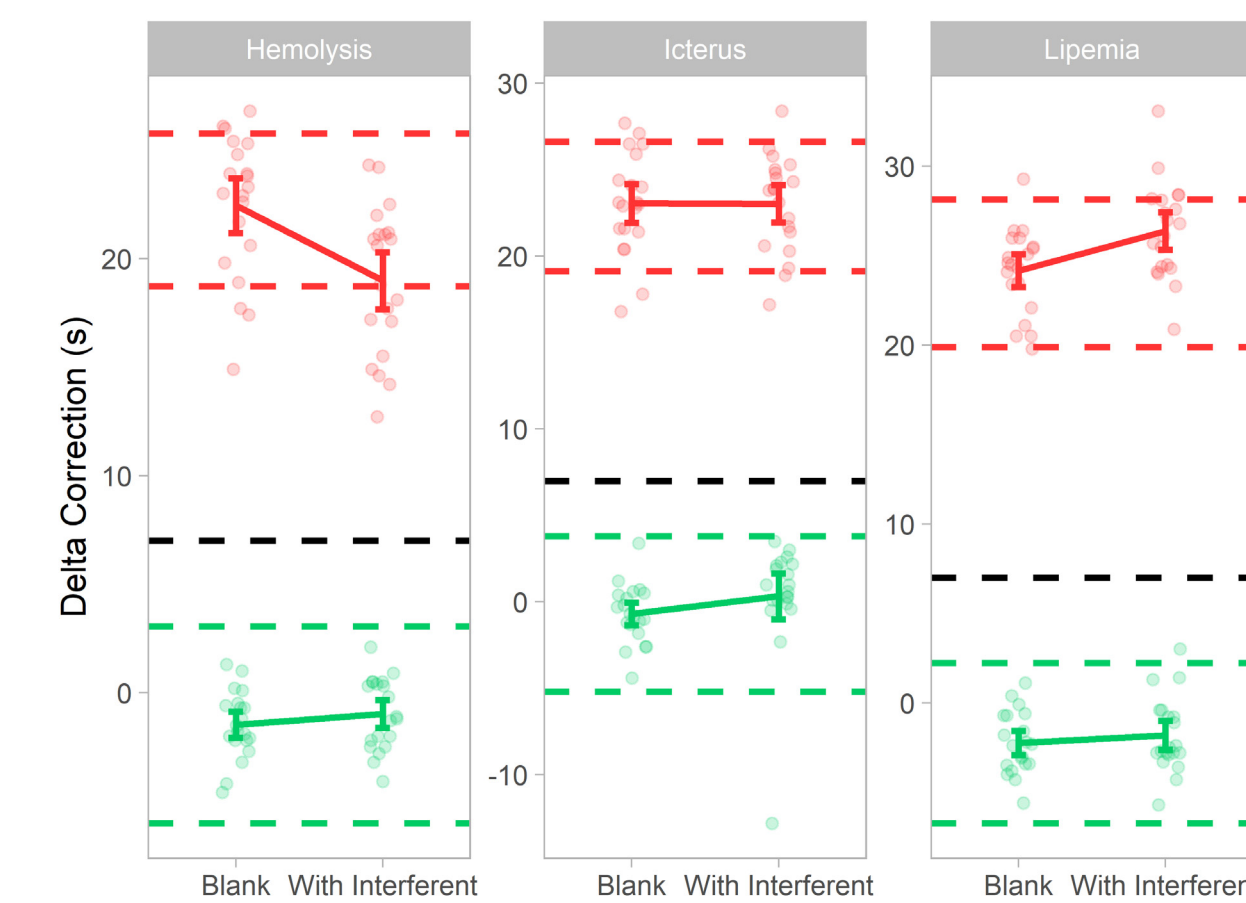 Hemolysis
Icterus
Lipemia
Delta Correction (s)
20
10
0
30
20
10
0
-10
30
20
10
0
Blank With Interferent
Blank With Interferent
Blank With Interferen